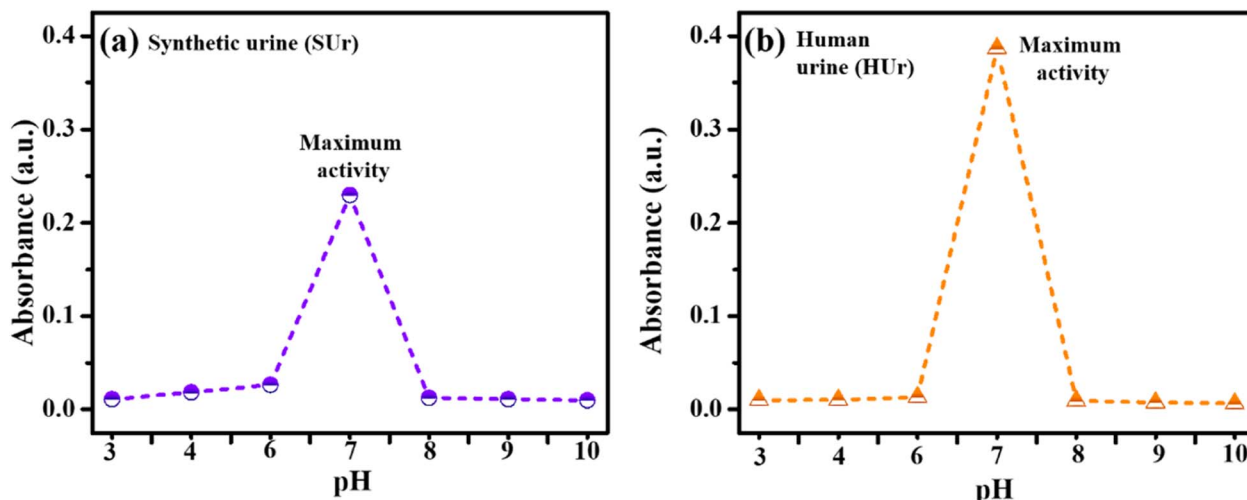 (a) Synthetic urine (SUr)
Maximum
activity
Absorbance (a.u.)
0.4
0.3
0.2
0.1
0.0
3 4 6 7 8 9 10
pH
(b) Human
urine (HUr)
Maximum
activity
Absorbance (a.u.)
0.4
0.3
0.2
0.1
0.0
3 4 6 7 8 9 10
pH